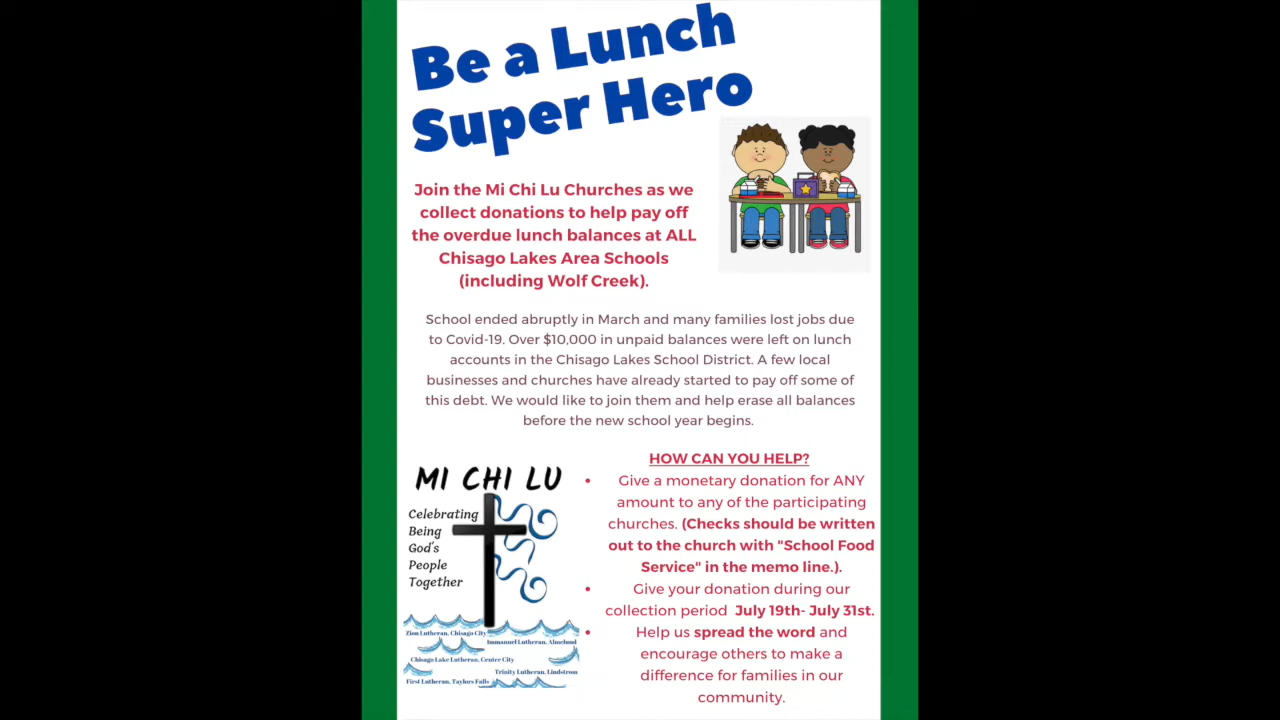 Be a Lunch
Super Hero
Join the Mi Chi Lu Churches as we
collect donations to help pay off
the overdue lunch balances at ALL
Chisago Lakes Area Schools
(including Wolf Creek).
School ended abruptly in March and many families lost jobs due
to Covid-19. Over $10,000 in unpaid balances were left on lunch
accounts in the Chisago Lakes School District. A few local
businesses and churches have already started to pay off some of
this debt. We would like to join them and help erase all balances
before the new school year begins.
MI CHI LU
Celebrating
Being
God's
People
Together
Zion Lutheran, Chisago City
Immanuel Lutheran, Almelund
Chisago Lake Lutheran, Center City
Trinity Lutheran, Lindstrom
First Lutheran, Taylors Falls
HOW CAN YOU HELP?
• Give a monetary donation for ANY
amount to any of the participating
churches. (Checks should be written
out to the church with "School Food
Service" in the memo line.).
• Give your donation during our
collection period July 19th- July 31st.
• Help us spread the word and
encourage others to make a
difference for families in our
community.